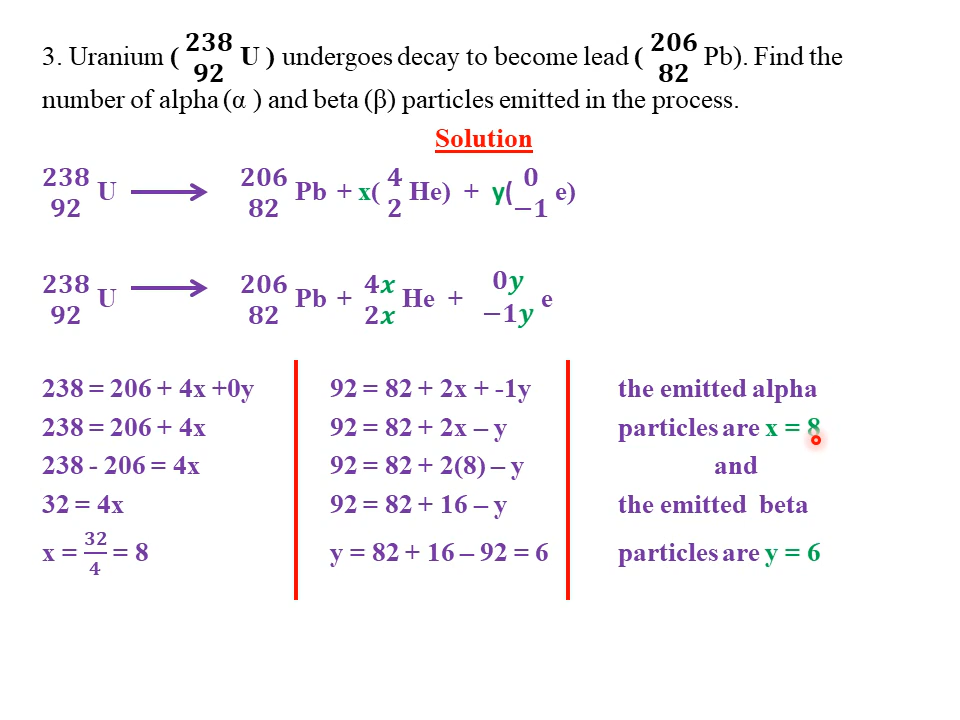 3. Uranium ( 238 92 U ) undergoes decay to become lead ( 206 82 Pb). Find the
number of alpha (α ) and beta (β) particles emitted in the process.
Solution
238 92 U ⟶ 206 82 Pb + x( 4 2 He) + y( 0 −1 e)
238 92 U ⟶ 206 82 Pb + 4x 2x He + 0y −1y e
238 = 206 + 4x +0y
238 = 206 + 4x
238 - 206 = 4x
32 = 4x
x = 32/4 = 8
92 = 82 + 2x + -1y
92 = 82 + 2x – y
92 = 82 + 2(8) – y
92 = 82 + 16 – y
y = 82 + 16 – 92 = 6
the emitted alpha
particles are x = 8
and
the emitted beta
particles are y = 6